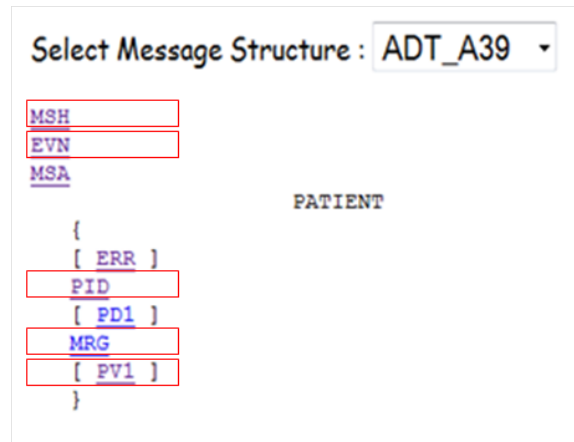 Select Message Structure : ADT_A39
MSH
EVN
MSA
PATIENT
{
[ ERR ]
PID
[ PD1 ]
MRG
[ PV1 ]
}